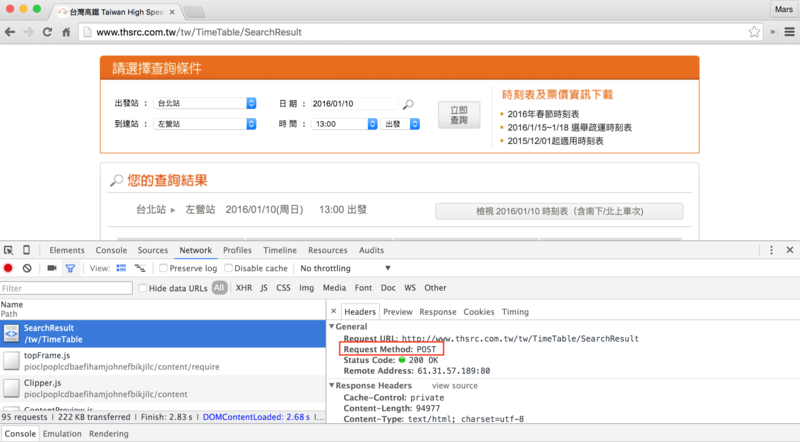 台灣高鐵 Taiwan High Spee
Mars
www.thsrc.com.tw/tw/TimeTable/SearchResult
請選擇查詢條件
出發站 : 台北站 日 期 : 2016/01/10
到達站 : 左營站 時 間 : 13:00 出發
立即
查詢
時刻表及票價資訊下載
2016年春節時刻表
2016/1/15~1/18 選舉疏運時刻表
2015/12/01起適用時刻表
您的查詢結果
台北站 左營站 2016/01/10(周日) 13:00 出發 檢視 2016/01/10 時刻表 (含南下/北上車次)
Elements Console Sources Network Profiles Timeline Resources Audits
View: Preserve log Disable cache No throttling
Filter Hide data URLs All XHR JS CSS Img Media Font Doc WS Other
Name
Path
SearchResult
/tw/TimeTable
topFrame.js
pioclpoplcdbaefihamjohnefbikjilc/content/require
Clipper.js
pioclpoplcdbaefihamjohnefbikjilc/content
ContentPreview.js
95 requests | 222 KB transferred | Finish: 2.83 s | DOMContentLoaded: 2.68 s |...
× Headers Preview Response Cookies Timing
General
Request URL: http://www.thsrc.com.tw/tw/TimeTable/SearchResult
Request Method: POST
Status Code: 200 OK
Remote Address: 61.31.57.189:80
Response Headers view source
Cache-Control: private
Content-Length: 94977
Content-Type: text/html; charset=utf-8
Console Emulation Rendering